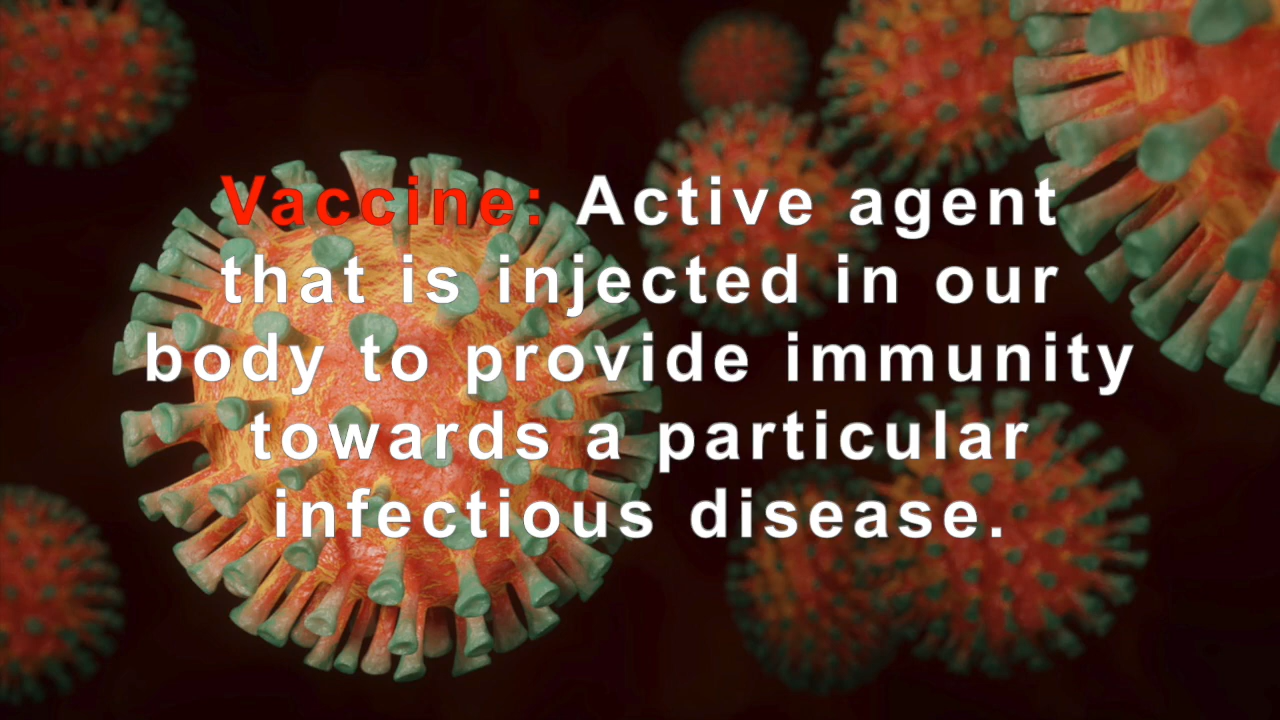 Vaccine: Active agent
that is injected in our
body to provide immunity
towards a particular
infectious disease.